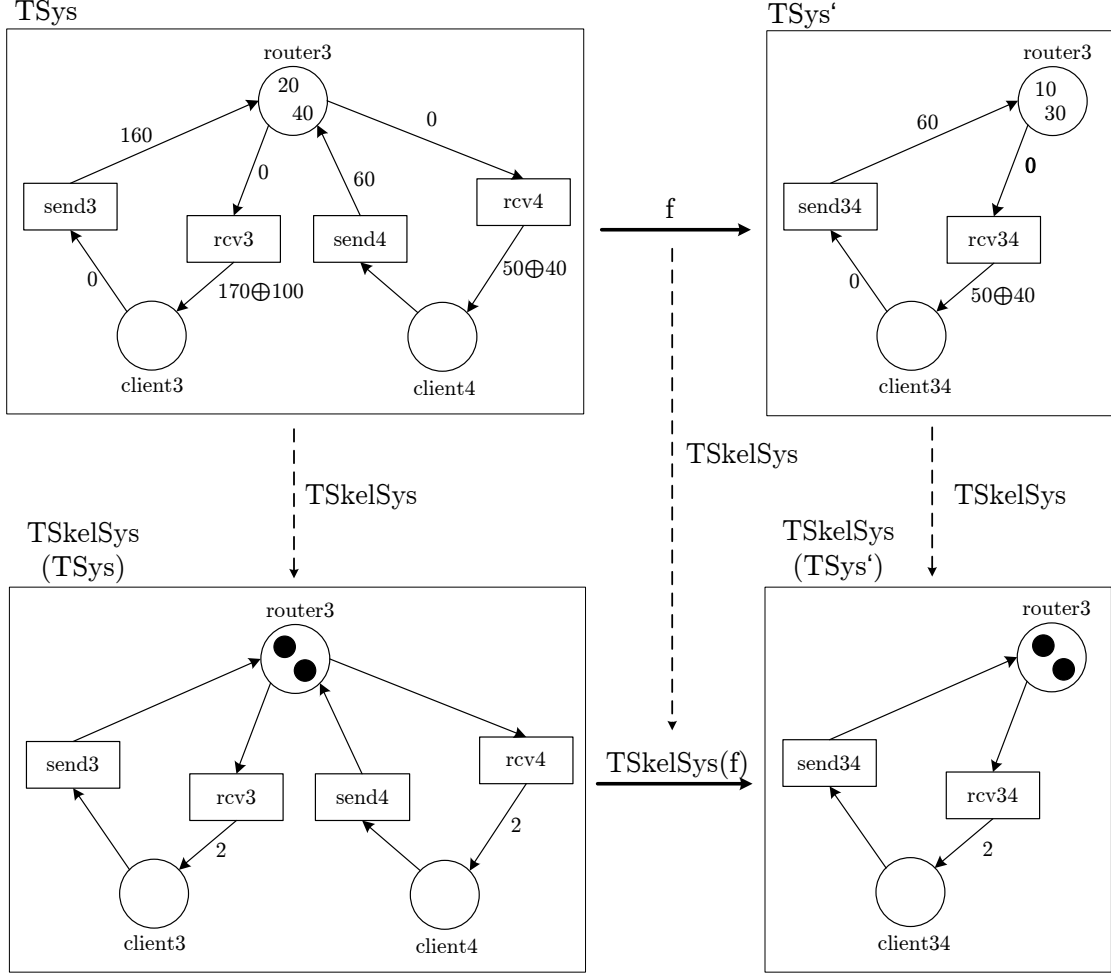 TSys
TSys‘
router3
20
40
160
0
0
60
send3
rcv3
send4
rcv4
0
170⊕100
50⊕40
client3
client4
f
router3
10
30
60
0
send34
rcv34
0
50⊕40
client34
TSkelSys
TSkelSys
TSkelSys
TSkelSys
(TSys)
TSkelSys
(TSys‘)
router3
send3
rcv3
send4
rcv4
2
2
client3
client4
TSkelSys(f)
router3
send34
rcv34
2
client34